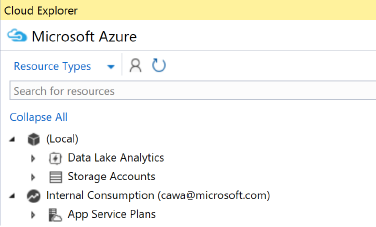 Cloud Explorer
Microsoft Azure
Resource Types
Search for resources
Collapse All
(Local)
Data Lake Analytics
Storage Accounts
Internal Consumption (cawa@microsoft.com)
App Service Plans